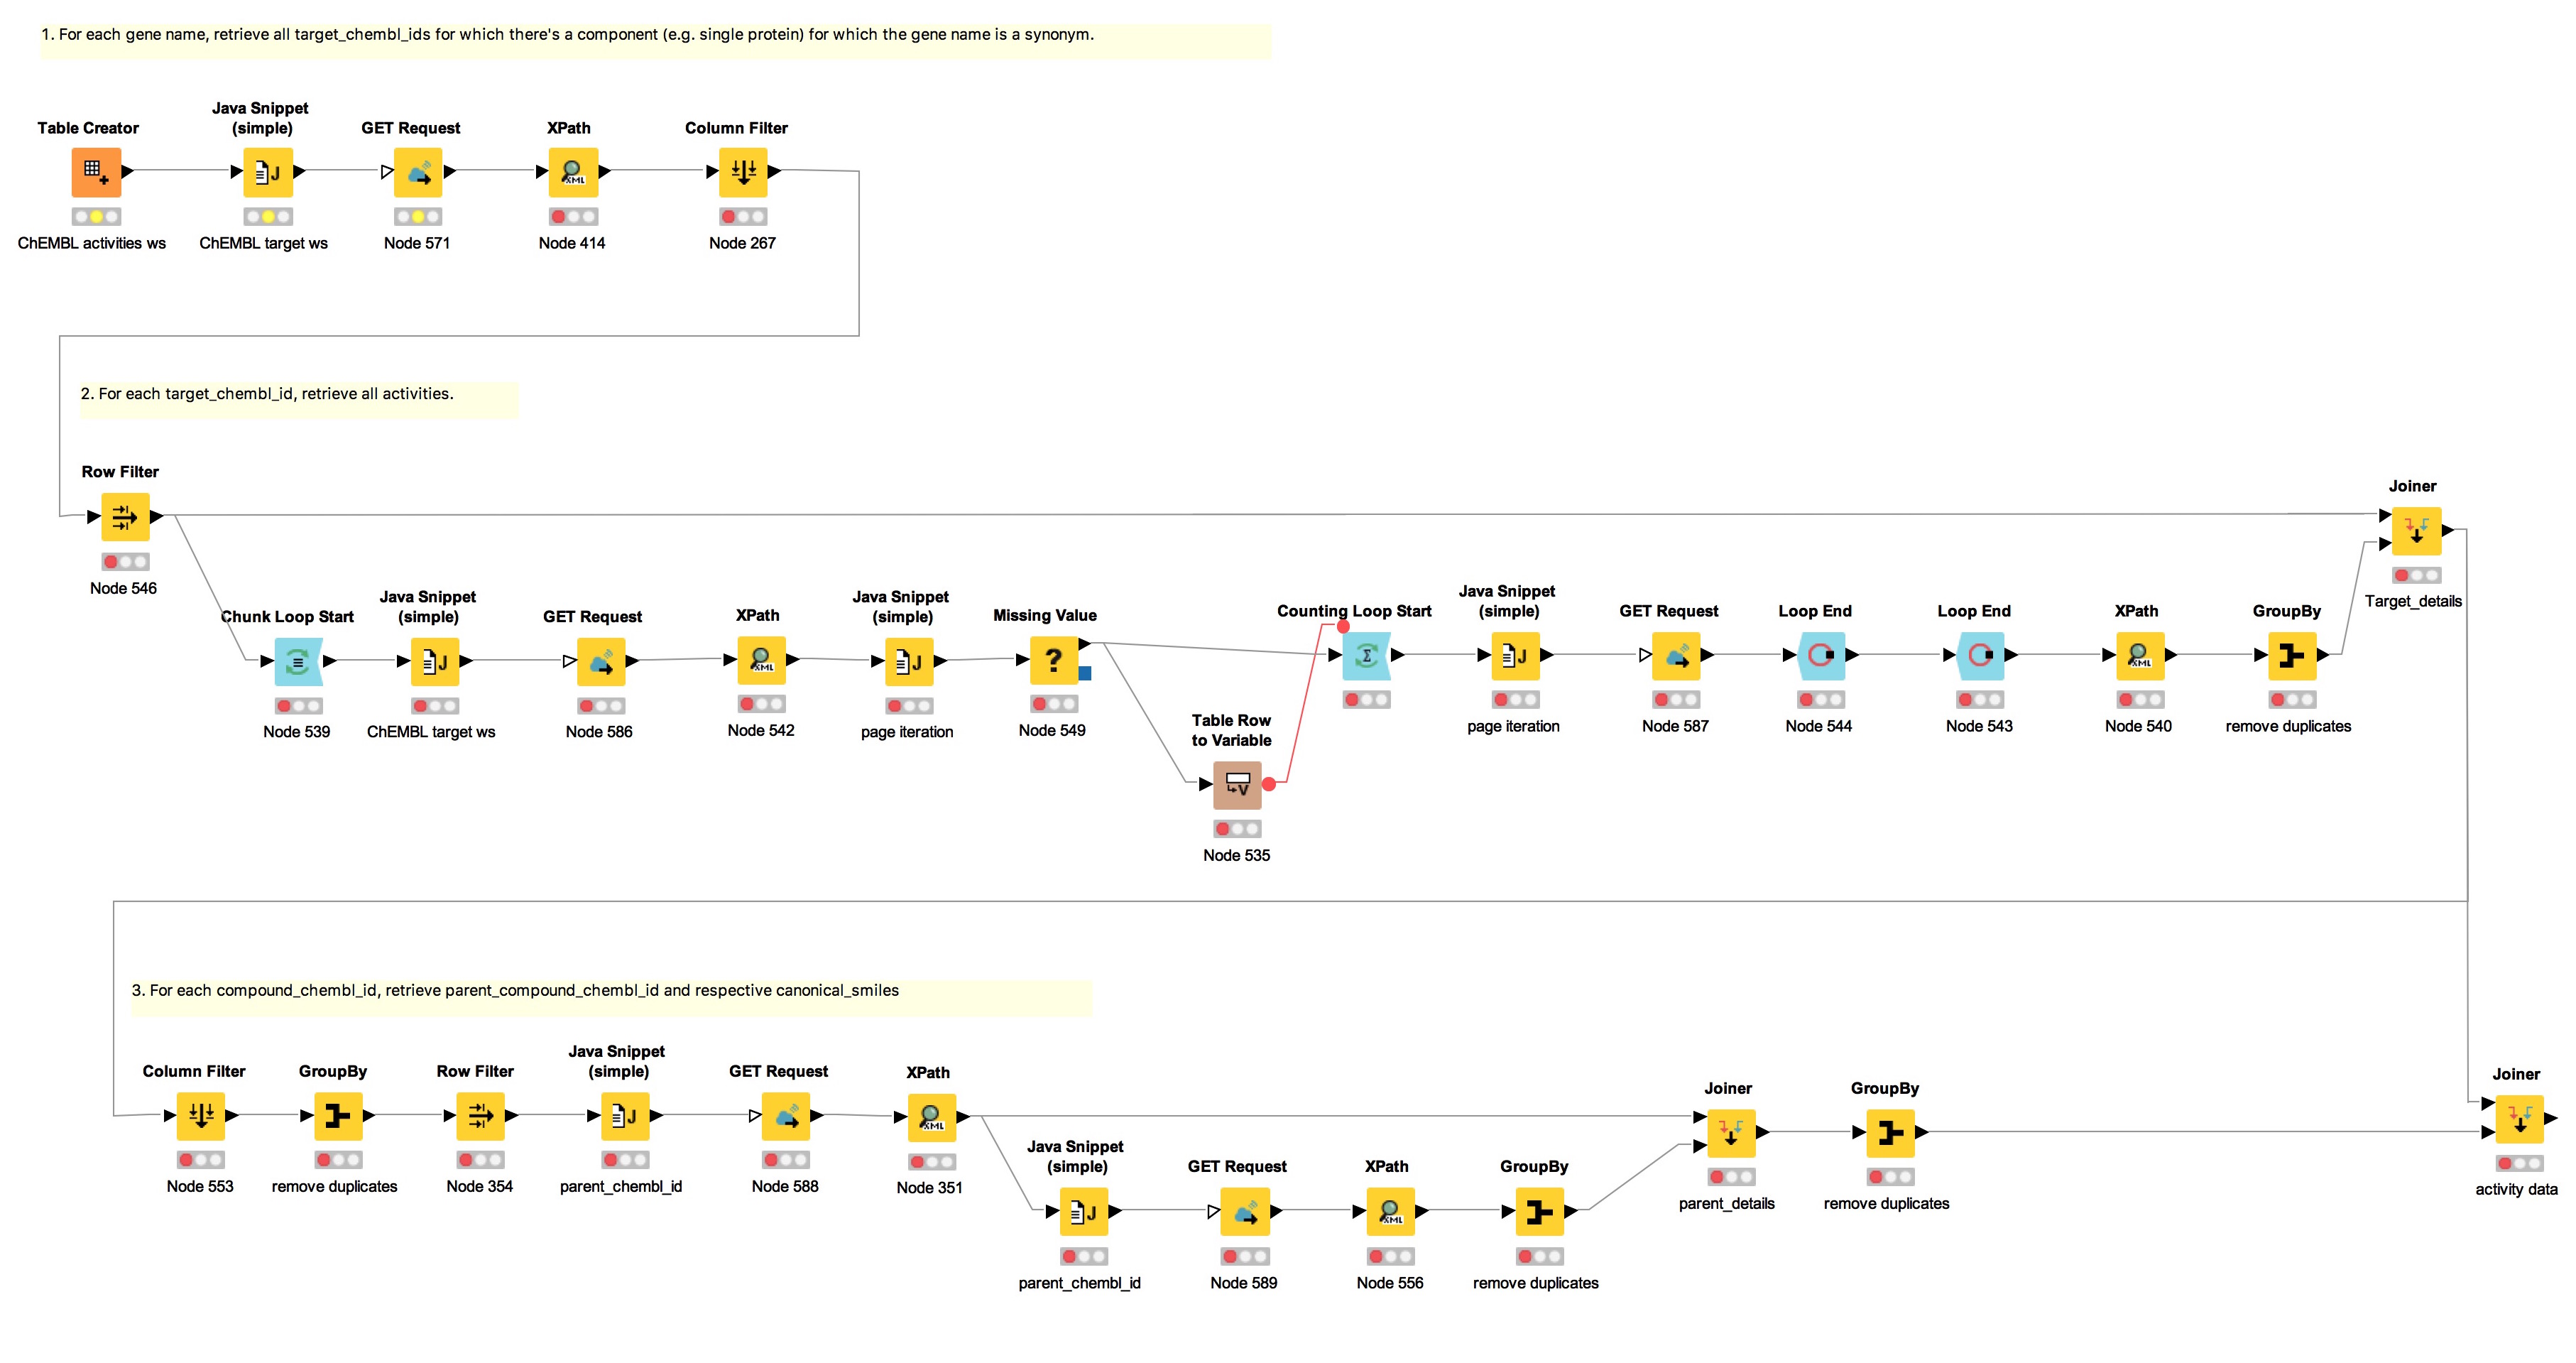 1. For each gene name, retrieve all target_chembl_ids for which there's a component (e.g. single protein) for which the gene name is a synonym.
Table Creator
Java Snippet
(simple)
GET Request
XPath
Column Filter
J
XML
ChEMBL activities ws
ChEMBL target ws
Node 571
Node 414
Node 267
2. For each target_chembl_id, retrieve all activities.
Row Filter
Node 546
Joiner
Target_details
Chunk Loop Start
Java Snippet
(simple)
GET Request
XPath
Java Snippet
(simple)
Missing Value
Counting Loop Start
Java Snippet
(simple)
GET Request
Loop End
Loop End
XPath
GroupBy
J
XML
J
?
Σ
J
XML
Node 539
ChEMBL target ws
Node 586
Node 542
page iteration
Node 549
page iteration
Node 587
Node 544
Node 543
Node 540
remove duplicates
Table Row
to Variable
V
Node 535
3. For each compound_chembl_id, retrieve parent_compound_chembl_id and respective canonical_smiles
Column Filter
GroupBy
Row Filter
Java Snippet
(simple)
GET Request
XPath
Joiner
GroupBy
Joiner
J
XML
Node 553
remove duplicates
Node 354
parent_chembl_id
Node 588
Node 351
parent_details
remove duplicates
activity data
Java Snippet
(simple)
GET Request
XPath
GroupBy
J
XML
parent_chembl_id
Node 589
Node 556
remove duplicates